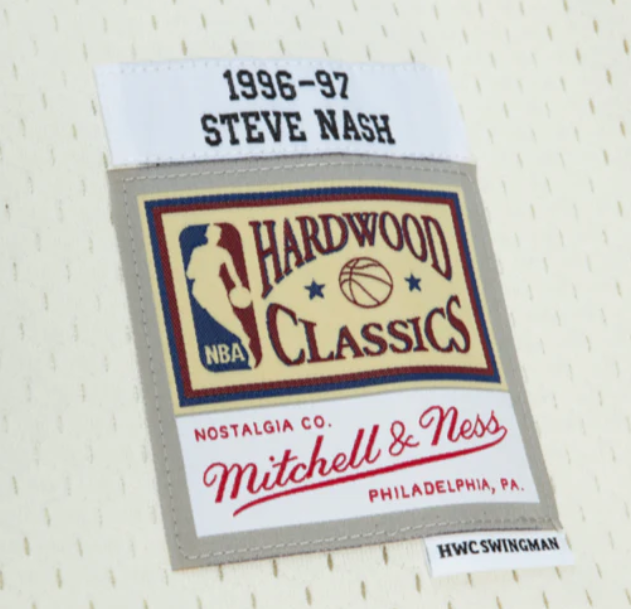 1996-97
STEVE NASH
HARDWOOD
CLASSICS
NBA
NOSTALGIA CO.
Mitchell & Ness
PHILADELPHIA, PA.
HWC SWINGMAN